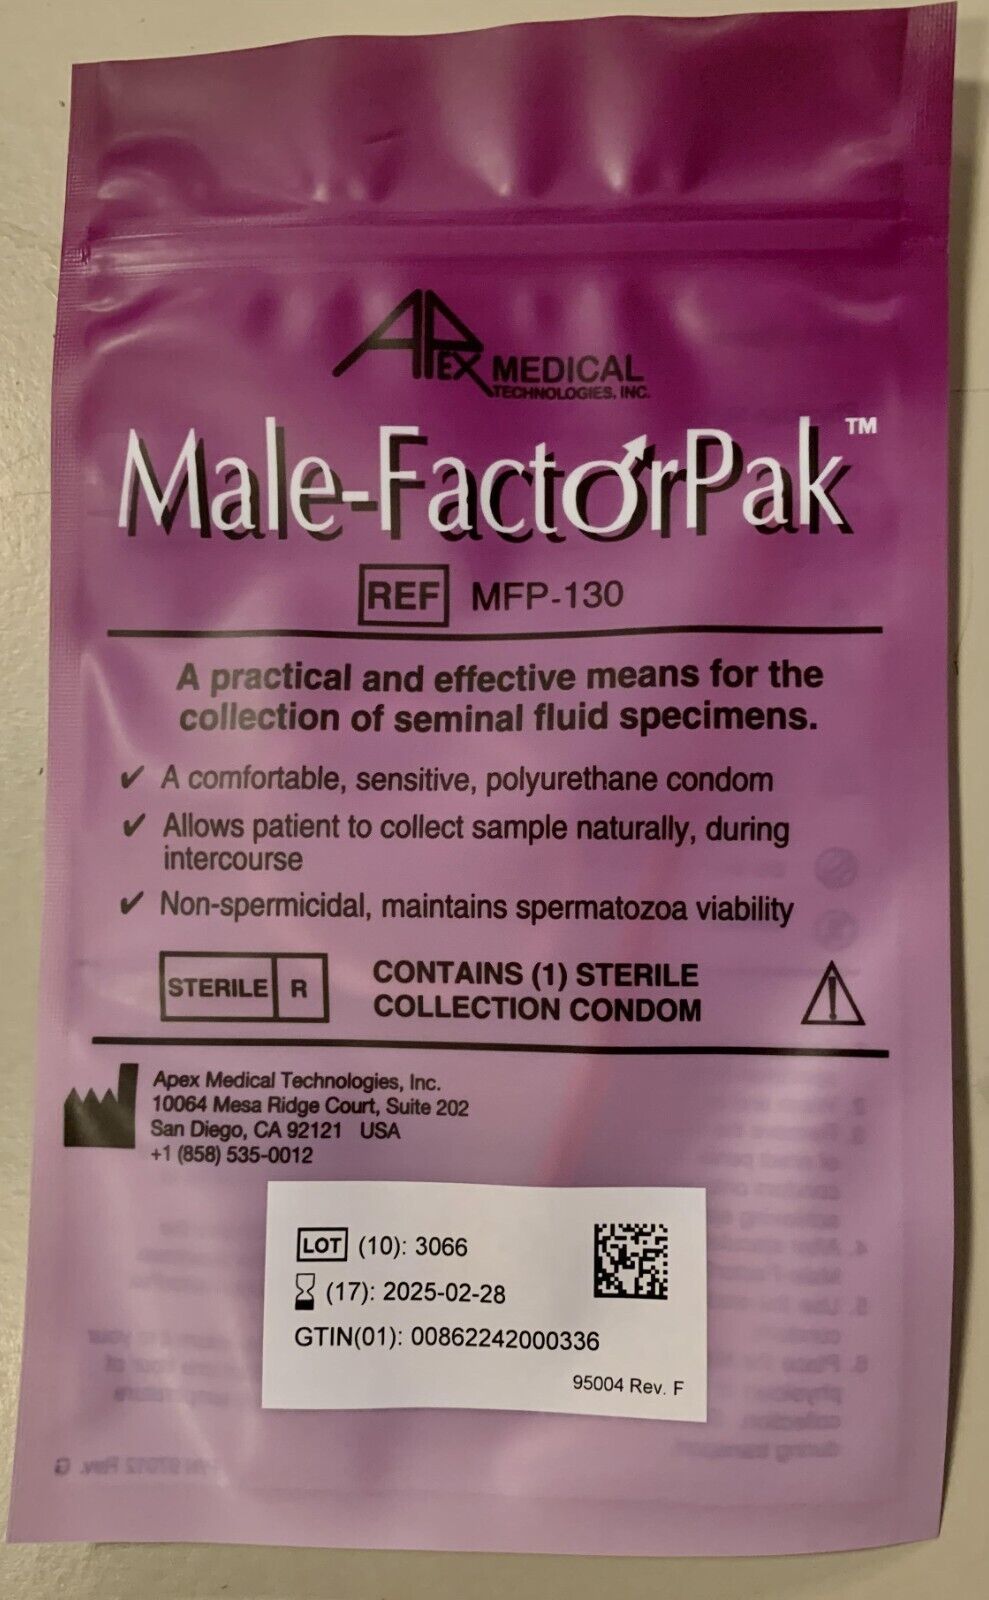 APEX MEDICAL
TECHNOLOGIES, INC.
Male-FactorPak™
REF MFP-130
A practical and effective means for the
collection of seminal fluid specimens.
✔ A comfortable, sensitive, polyurethane condom
✔ Allows patient to collect sample naturally, during
intercourse
✔ Non-spermicidal, maintains spermatozoa viability
STERILE R
CONTAINS (1) STERILE
COLLECTION CONDOM
Apex Medical Technologies, Inc.
10064 Mesa Ridge Court, Suite 202
San Diego, CA 92121 USA
+1 (858) 535-0012
LOT (10): 3066
(17): 2025-02-28
GTIN(01): 00862242000336
95004 Rev. F